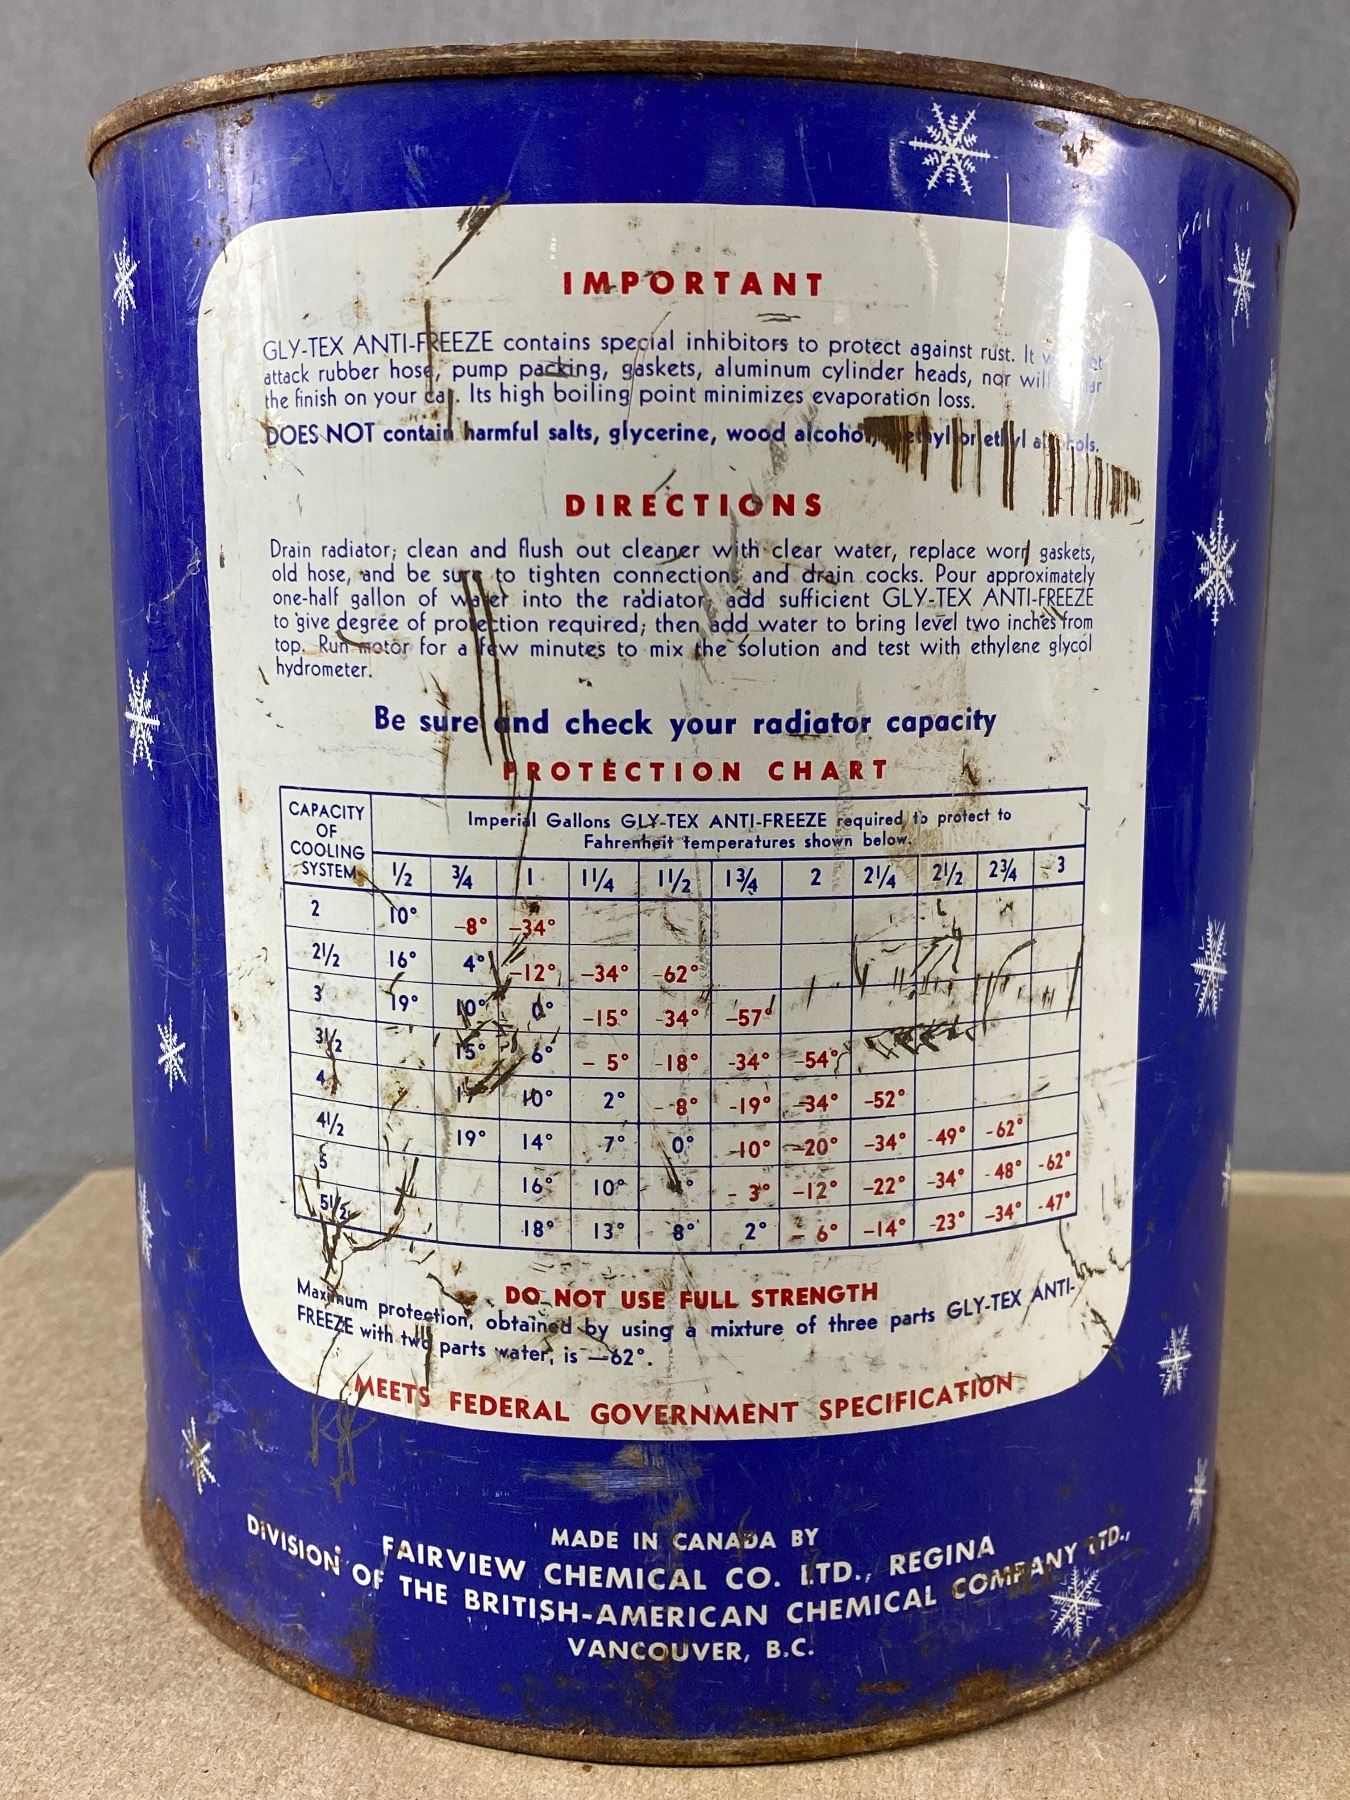 IMPORTANT
GLY-TEX ANTI-FREEZE contains special inhibitors to protect against rust. It
attack rubber hose, pump packing, gaskets, aluminum cylinder heads, nor will
the finish on your car. Its high boiling point minimizes evaporation loss.
DOES NOT contain harmful salts, glycerine, wood alcohol, or ethyl alcohols.
DIRECTIONS
Drain radiator; clean and flush out cleaner with clear water, replace worn gaskets,
old hose, and be sure to tighten connections and drain cocks. Pour approximately
one-half gallon of water into the radiator, add sufficient GLY-TEX ANTI-FREEZE
to give degree of protection required; then add water to bring level two inches from
top. Run motor for a few minutes to mix the solution and test with ethylene glycol
hydrometer.
Be sure and check your radiator capacity
PROTECTION CHART
CAPACITY
OF
COOLING
SYSTEM
Imperial Gallons GLY-TEX ANTI-FREEZE required to protect to
Fahrenheit temperatures shown below.
1/2 3/4 1 1 1/4 1 1/2 1 3/4 2 2 1/4 2 1/2 2 3/4 3
2 10° -8° -34°
2 1/2 16° 4° -12° -34° -62°
3 19° 10° 0° -15° -34° -57°
3 1/2 15° 6° -5° -18° -34° -54°
4 10° 2° -8° -19° -34° -52°
4 1/2 19° 14° 7° 0° -10° -20° -34° -49° -62°
5 16° 10° -3° -12° -22° -34° -48° -62°
5 1/2 18° 13° 8° 2° -6° -14° -23° -34° -47°
DO NOT USE FULL STRENGTH
Maximum protection, obtained by using a mixture of three parts GLY-TEX ANTI-
FREEZE with two parts water, is —62°.
MEETS FEDERAL GOVERNMENT SPECIFICATION
MADE IN CANADA BY
FAIRVIEW CHEMICAL CO. LTD., REGINA
DIVISION OF THE BRITISH-AMERICAN CHEMICAL COMPANY LTD.,
VANCOUVER, B.C.